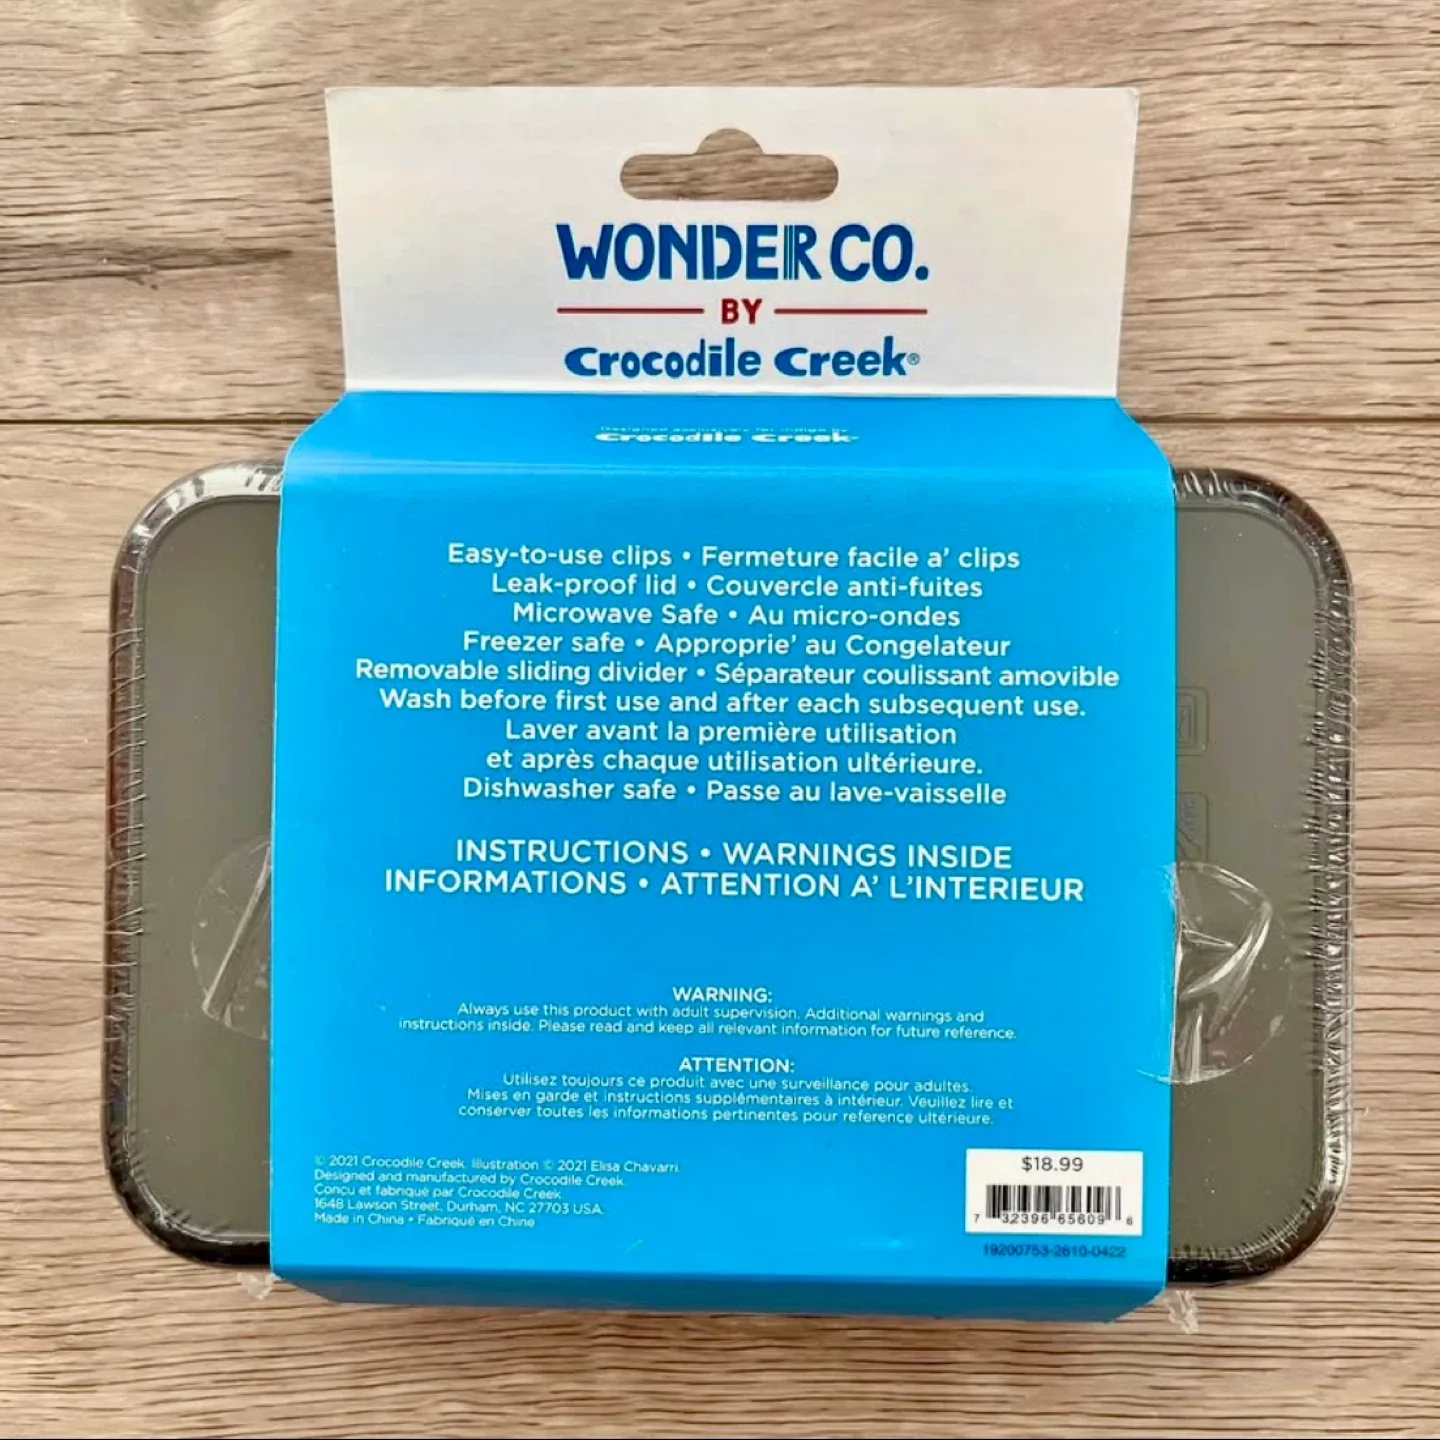 WONDER CO.
BY
Crocodile Creek®
Designed exclusively for Indigo by
Crocodile Creek®
Easy-to-use clips • Fermeture facile a' clips
Leak-proof lid • Couvercle anti-fuites
Microwave Safe • Au micro-ondes
Freezer safe • Approprie' au Congelateur
Removable sliding divider • Séparateur coulissant amovible
Wash before first use and after each subsequent use.
Laver avant la première utilisation
et après chaque utilisation ultérieure.
Dishwasher safe • Passe au lave-vaisselle
INSTRUCTIONS • WARNINGS INSIDE
INFORMATIONS • ATTENTION A' L'INTERIEUR
WARNING:
Always use this product with adult supervision. Additional warnings and
instructions inside. Please read and keep all relevant information for future reference.
ATTENTION:
Utilisez toujours ce produit avec une surveillance pour adultes.
Mises en garde et instructions supplémentaires à intérieur. Veuillez lire et
conserver toutes les informations pertinentes pour reference ultérieure.
© 2021 Crocodile Creek. Illustration © 2021 Elisa Chavarri.
Designed and manufactured by Crocodile Creek.
Conçu et fabriqué par Crocodile Creek.
1648 Lawson Street, Durham, NC 27703 USA.
Made in China • Fabriqué en Chine
$18.99
7 32396 65609 6
19200753-2610-0422